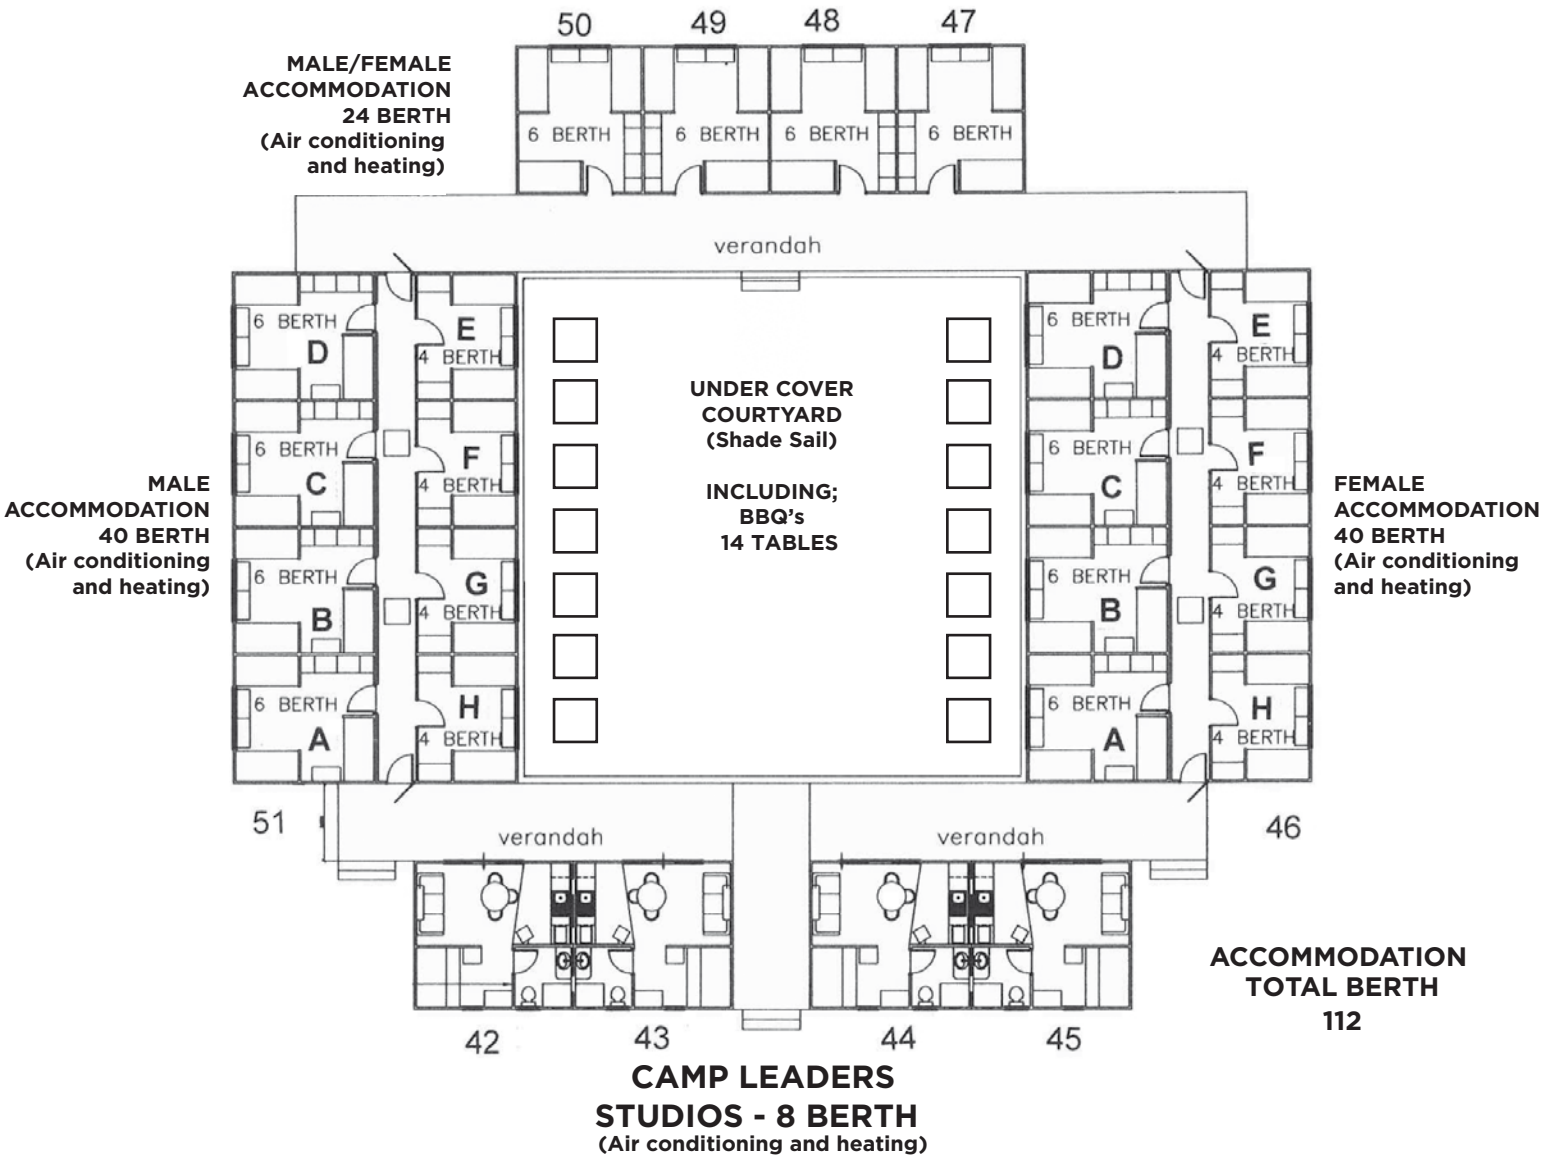 50 49 48 47
MALE/FEMALE
ACCOMMODATION
24 BERTH
(Air conditioning
and heating)
6 BERTH 6 BERTH 6 BERTH 6 BERTH
verandah
6 BERTH
D
E
4 BERTH
6 BERTH
C
F
4 BERTH
6 BERTH
B
G
4 BERTH
6 BERTH
A
H
4 BERTH
MALE
ACCOMMODATION
40 BERTH
(Air conditioning
and heating)
51
UNDER COVER
COURTYARD
(Shade Sail)
INCLUDING;
BBQ's
14 TABLES
6 BERTH
D
E
4 BERTH
6 BERTH
C
F
4 BERTH
6 BERTH
B
G
4 BERTH
6 BERTH
A
H
4 BERTH
FEMALE
ACCOMMODATION
40 BERTH
(Air conditioning
and heating)
46
verandah verandah
42 43 44 45
ACCOMMODATION
TOTAL BERTH
112
CAMP LEADERS
STUDIOS - 8 BERTH
(Air conditioning and heating)